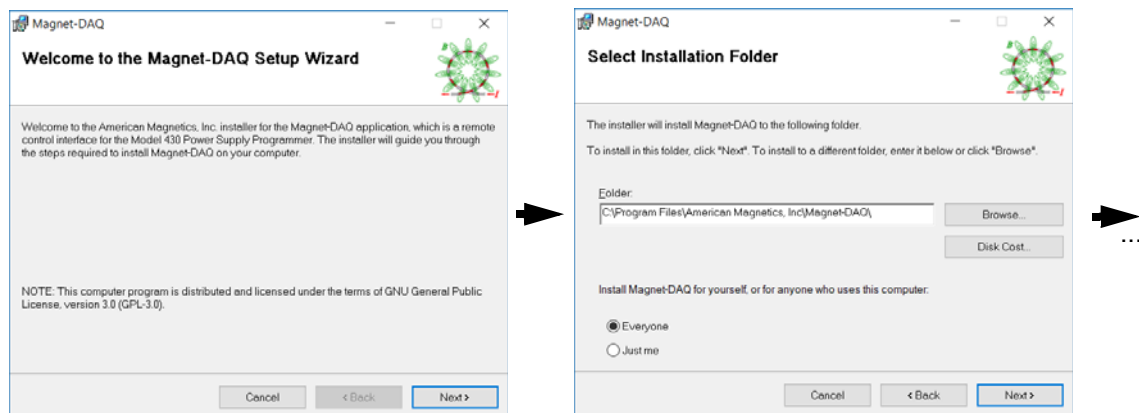 Magnet-DAQ
Welcome to the Magnet-DAQ Setup Wizard
Welcome to the American Magnetics, Inc. installer for the Magnet-DAQ application, which is a remote
control interface for the Model 430 Power Supply Programmer. The installer will guide you through
the steps required to install Magnet-DAQ on your computer.
NOTE: This computer program is distributed and licensed under the terms of GNU General Public
License, version 3.0 (GPL-3.0).
Cancel
< Back
Next >
Magnet-DAQ
Select Installation Folder
The installer will install Magnet-DAQ to the following folder.
To install in this folder, click "Next". To install to a different folder, enter it below or click "Browse".
Folder:
C:\Program Files\American Magnetics, Inc\Magnet-DAQ\
Browse...
Disk Cost...
Install Magnet-DAQ for yourself, or for anyone who uses this computer:
Everyone
Just me
Cancel
< Back
Next >
...